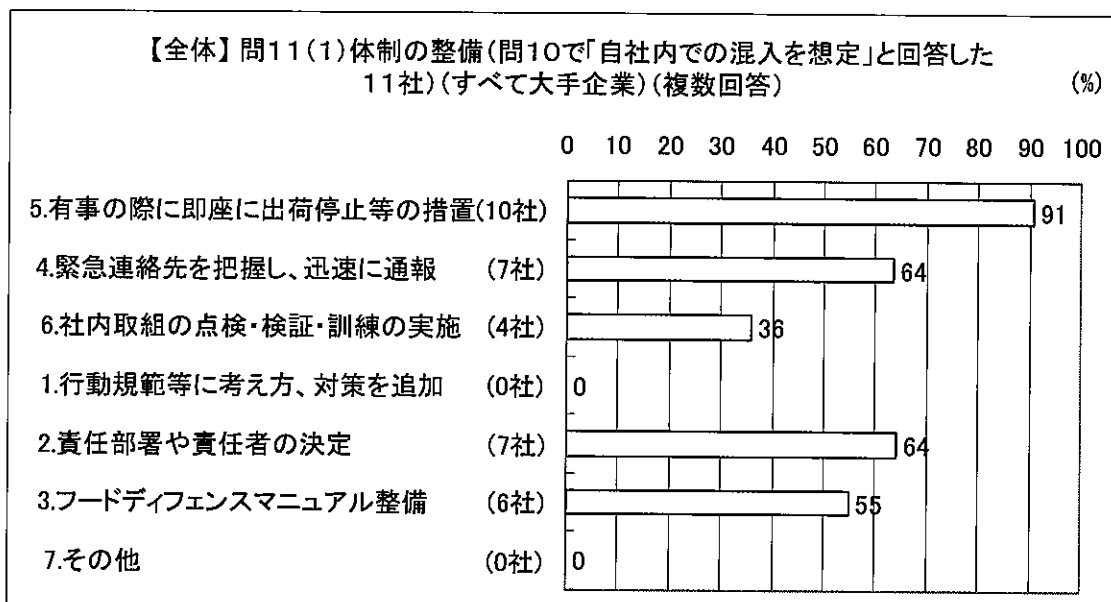 【全体】問11(1)体制の整備(問10で「自社内での混入を想定」と回答した
11社)(すべて大手企業)(複数回答) (%)
0 10 20 30 40 50 60 70 80 90 100
5.有事の際に即座に出荷停止等の措置(10社) 91
4.緊急連絡先を把握し、迅速に通報 (7社) 64
6.社内取組の点検・検証・訓練の実施 (4社) 36
1.行動規範等に考え方、対策を追加 (0社) 0
2.責任部署や責任者の決定 (7社) 64
3.フードディフェンスマニュアル整備 (6社) 55
7.その他 (0社) 0